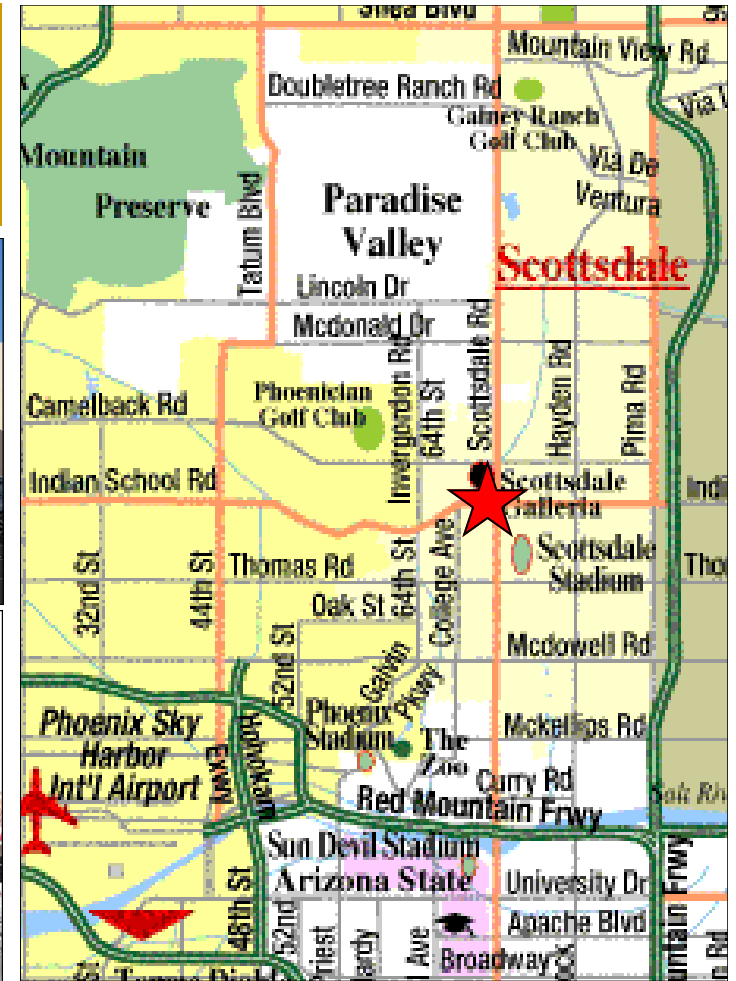 Shea Blvd
Mountain View Rd
Doubletree Ranch Rd
Gainey Ranch
Golf Club
Via De
Ventura
Mountain
Preserve
Tatum Blvd
Paradise
Valley
Scottsdale
Lincoln Dr
Mcdonald Dr
Invergordon Rd
64th St
Scottsdale Rd
Hayden Rd
Pima Rd
Phoenician
Golf Club
Camelback Rd
Indian School Rd
Scottsdale
Galleria
Scottsdale
Stadium
32nd St
44th St
Thomas Rd
64th St
College Ave
Oak St
52nd St
Mcdowell Rd
Galvin
Pkwy
Phoenix
Stadium
The
Zoo
Mckellips Rd
Phoenix Sky
Harbor
Int'l Airport
Hohokam
Expwy
Curry Rd
Red Mountain Frwy
Sun Devil Stadium
Arizona State
University Dr
48th St
52nd
Apache Blvd
Broadway